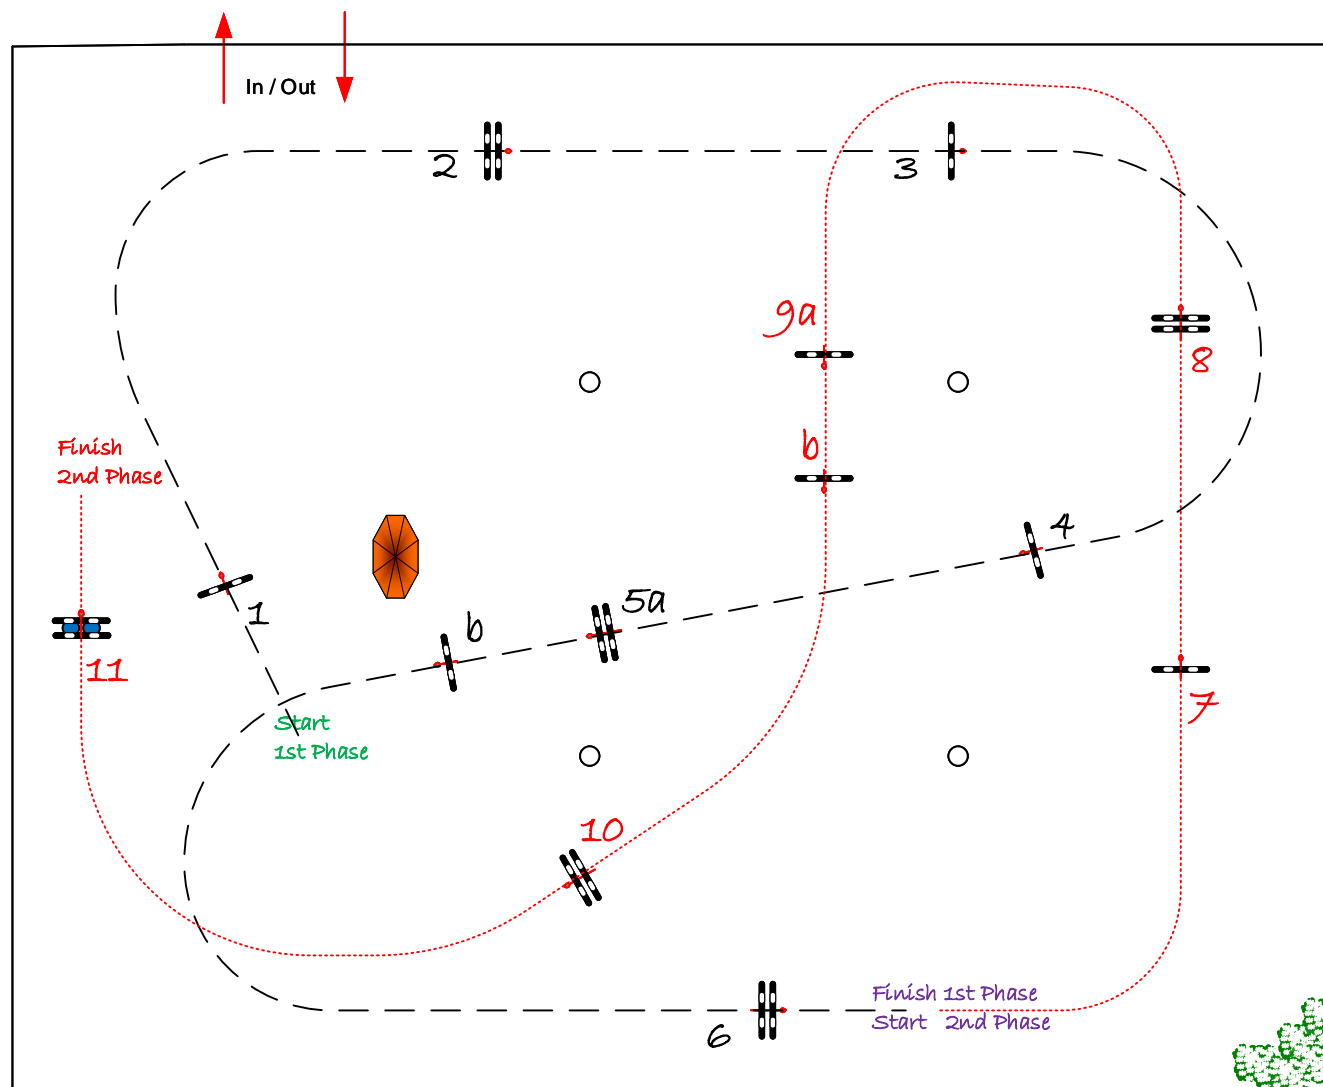 In / Out
2
3
9a
8
b
Finish
2nd Phase
4
1
5a
b
11
7
Start
1st Phase
10
Finish 1st Phase
Start 2nd Phase
6